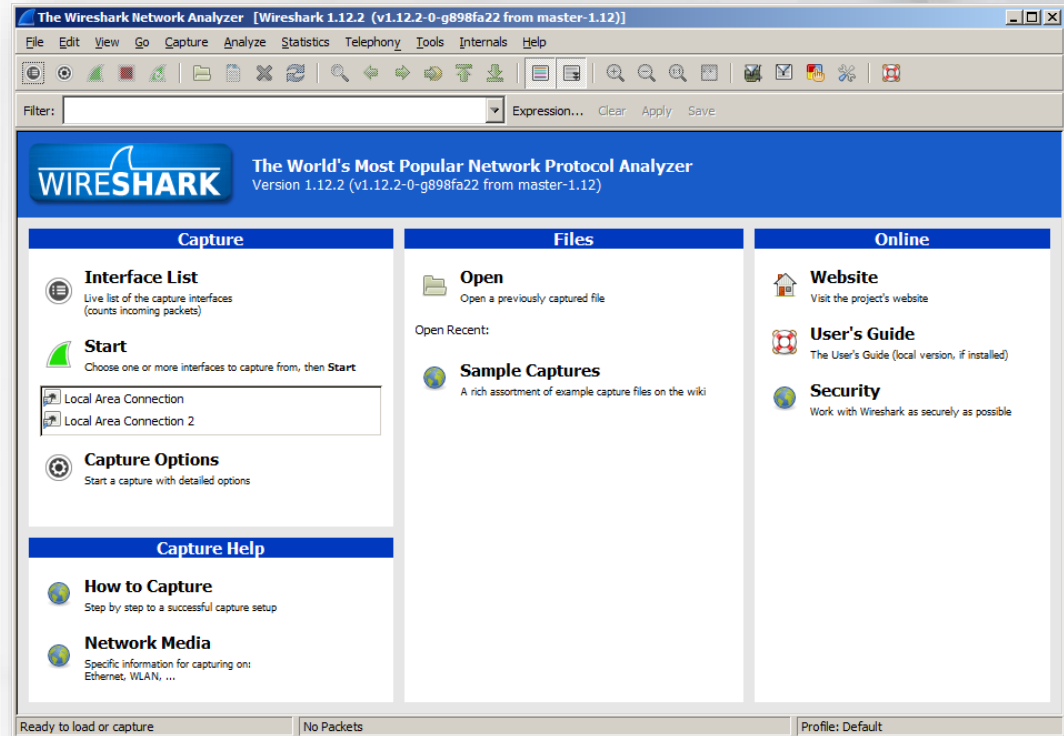 The Wireshark Network Analyzer [Wireshark 1.12.2 (v1.12.2-0-g898fa22 from master-1.12)]
File Edit View Go Capture Analyze Statistics Telephony Tools Internals Help
Filter: Expression... Clear Apply Save
WIRESHARK
The World's Most Popular Network Protocol Analyzer
Version 1.12.2 (v1.12.2-0-g898fa22 from master-1.12)
Capture
Interface List
Live list of the capture interfaces
(counts incoming packets)
Start
Choose one or more interfaces to capture from, then Start
Local Area Connection
Local Area Connection 2
Capture Options
Start a capture with detailed options
Capture Help
How to Capture
Step by step to a successful capture setup
Network Media
Specific information for capturing on:
Ethernet, WLAN, ...
Files
Open
Open a previously captured file
Open Recent:
Sample Captures
A rich assortment of example capture files on the wiki
Online
Website
Visit the project's website
User's Guide
The User's Guide (local version, if installed)
Security
Work with Wireshark as securely as possible
Ready to load or capture
No Packets
Profile: Default